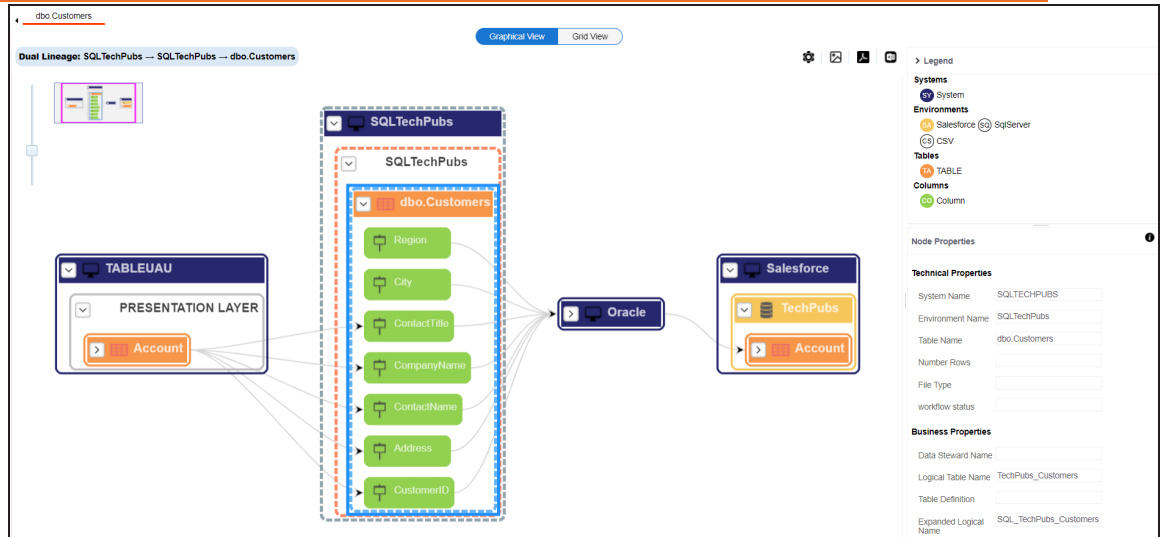 dbo.Customers
Graphical View
Grid View
Dual Lineage: SQLTechPubs → SQLTechPubs → dbo.Customers
SQLTechPubs
SQLTechPubs
dbo.Customers
Region
City
ContactTitle
CompanyName
ContactName
Address
CustomerID
TABLEUAU
PRESENTATION LAYER
Account
Oracle
Salesforce
TechPubs
Account
Legend
Systems
SY System
Environments
SA Salesforce SQ SqlServer
CS CSV
Tables
TA TABLE
Columns
CO Column
Node Properties
Technical Properties
System Name SQLTECHPUBS
Environment Name SQLTechPubs
Table Name dbo.Customers
Number Rows
File Type
workflow status
Business Properties
Data Steward Name
Logical Table Name TechPubs_Customers
Table Definition
Expanded Logical SQL_TechPubs_Customers
Name